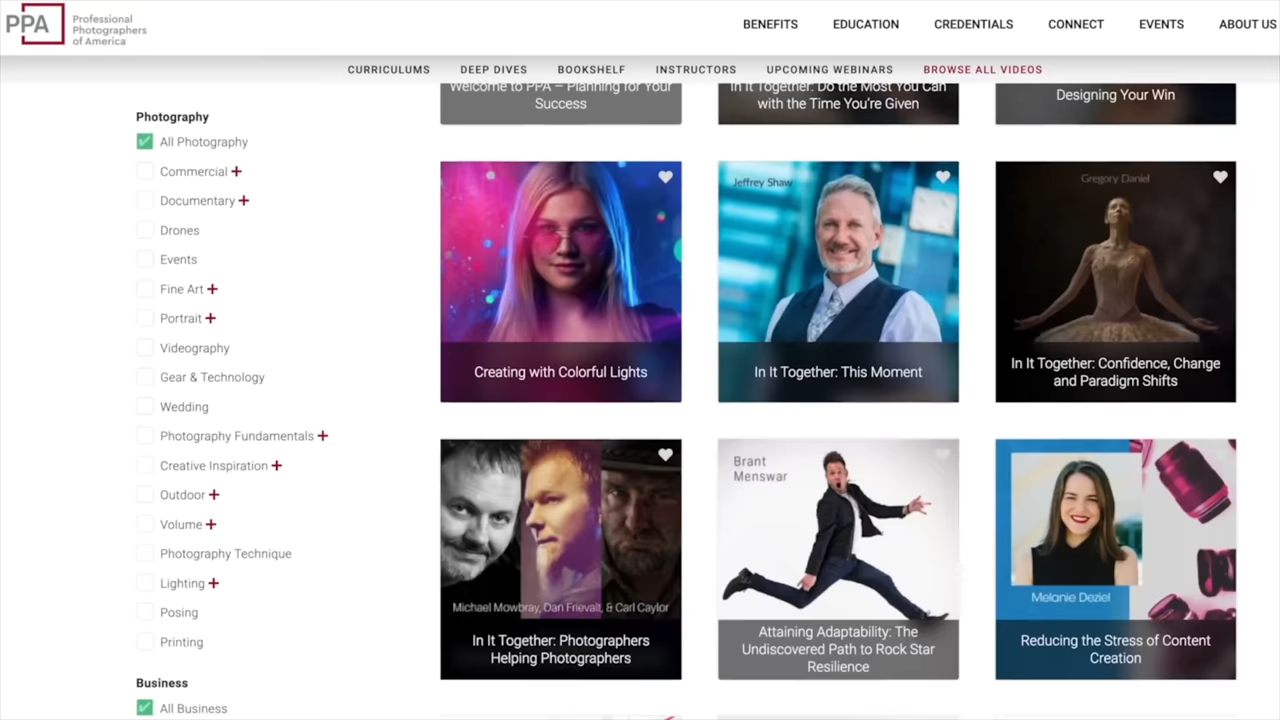 PPA
Professional
Photographers
of America
BENEFITS
EDUCATION
CREDENTIALS
CONNECT
EVENTS
ABOUT US
CURRICULUMS
DEEP DIVES
BOOKSHELF
INSTRUCTORS
UPCOMING WEBINARS
BROWSE ALL VIDEOS
Photography
All Photography
Commercial +
Documentary +
Drones
Events
Fine Art +
Portrait +
Videography
Gear & Technology
Wedding
Photography Fundamentals +
Creative Inspiration +
Outdoor +
Volume +
Photography Technique
Lighting +
Posing
Printing
Business
All Business
Welcome to PPA – Planning for Your
Success
In It Together: Do the Most You Can
with the Time You're Given
Designing Your Win
Creating with Colorful Lights
Jeffrey Shaw
In It Together: This Moment
Gregory Daniel
In It Together: Confidence, Change
and Paradigm Shifts
Michael Mowbray, Dan Frievalt, & Carl Caylor
In It Together: Photographers
Helping Photographers
Brant
Menswar
Attaining Adaptability: The
Undiscovered Path to Rock Star
Resilience
Melanie Deziel
Reducing the Stress of Content
Creation